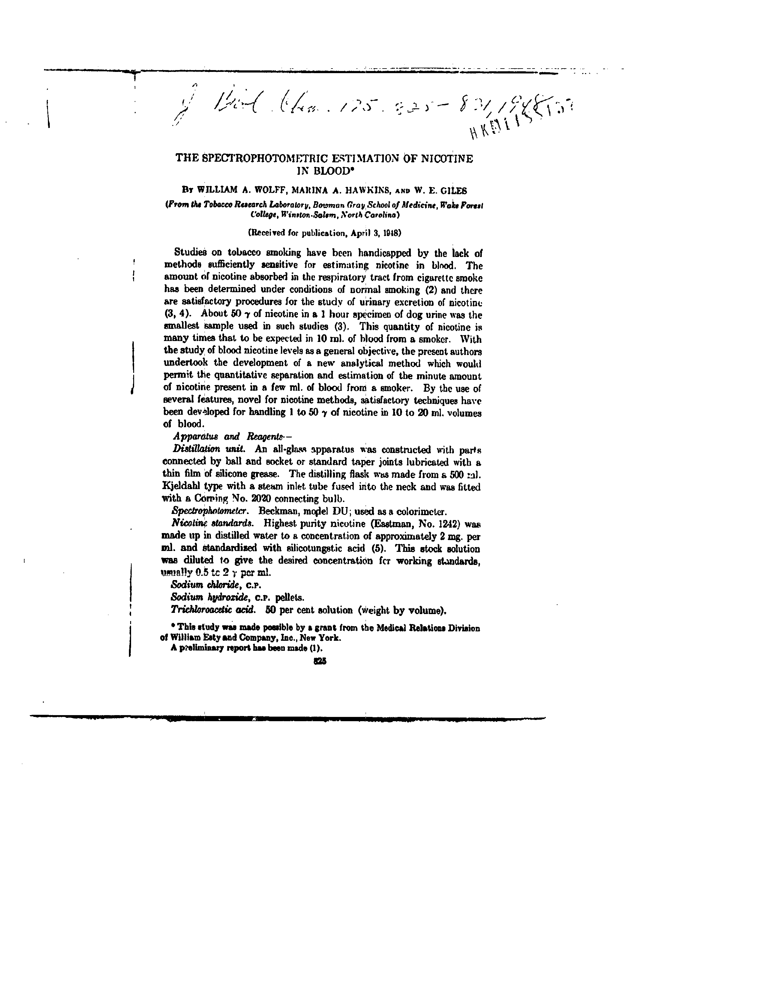 J Biol Chem. 175. 825-831, 1948
THE SPECTROPHOTOMETRIC ESTIMATION OF NICOTINE
IN BLOOD*
BY WILLIAM A. WOLFF, MARINA A. HAWKINS, AND W. E. GILES
(From the Tobacco Research Laboratory, Bowman Gray School of Medicine, Wake Forest
College, Winston-Salem, North Carolina)
(Received for publication, April 3, 1948)
Studies on tobacco smoking have been handicapped by the lack of
methods sufficiently sensitive for estimating nicotine in blood. The
amount of nicotine absorbed in the respiratory tract from cigarette smoke
has been determined under conditions of normal smoking (2) and there
are satisfactory procedures for the study of urinary excretion of nicotine
(3, 4). About 50 γ of nicotine in a 1 hour specimen of dog urine was the
smallest sample used in such studies (3). This quantity of nicotine is
many times that to be expected in 10 ml. of blood from a smoker. With
the study of blood nicotine levels as a general objective, the present authors
undertook the development of a new analytical method which would
permit the quantitative separation and estimation of the minute amount
of nicotine present in a few ml. of blood from a smoker. By the use of
several features, novel for nicotine methods, satisfactory techniques have
been developed for handling 1 to 50 γ of nicotine in 10 to 20 ml. volumes
of blood.
Apparatus and Reagents—
Distillation unit. An all-glass apparatus was constructed with parts
connected by ball and socket or standard taper joints lubricated with a
thin film of silicone grease. The distilling flask was made from a 500 ml.
Kjeldahl type with a steam inlet tube fused into the neck and was fitted
with a Corning No. 2020 connecting bulb.
Spectrophotometer. Beckman, model DU; used as a colorimeter.
Nicotine standards. Highest purity nicotine (Eastman, No. 1242) was
made up in distilled water to a concentration of approximately 2 mg. per
ml. and standardized with silicotungstic acid (5). This stock solution
was diluted to give the desired concentration for working standards,
usually 0.5 to 2 γ per ml.
Sodium chloride, C.P.
Sodium hydroxide, C.P. pellets.
Trichloroacetic acid. 50 per cent solution (weight by volume).
* This study was made possible by a grant from the Medical Relations Division
of William Esty and Company, Inc., New York.
A preliminary report has been made (1).
825